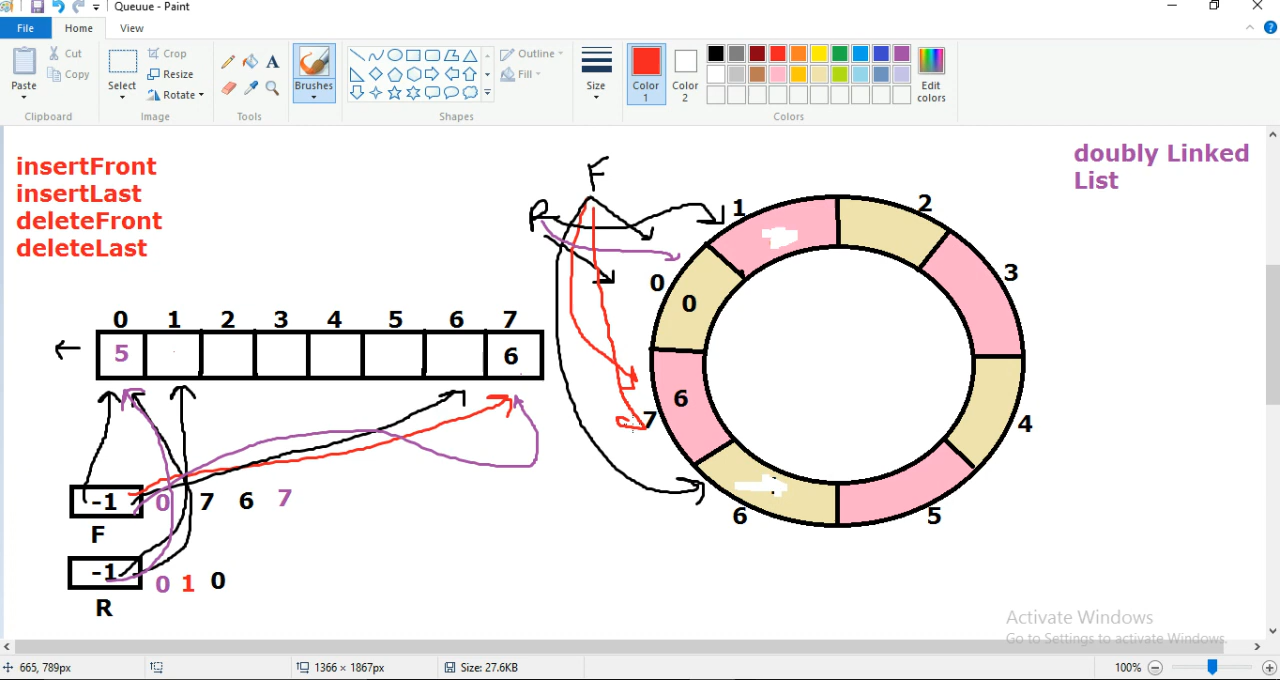 Queuue - Paint
File
Home
View
Paste
Cut
Copy
Clipboard
Select
Crop
Resize
Rotate
Image
A
Tools
Brushes
Outline
Fill
Shapes
Size
Color 1
Color 2
Edit colors
Colors
insertFront
insertLast
deleteFront
deleteLast
doubly Linked
List
F
R
0 1 2 3 4 5 6 7
5 6
-1 0 7 6 7
F
-1 0 1 0
R
1
2
3
4
5
6
7
0
0
6
Activate Windows
Go to Settings to activate Windows.
665, 789px
1366 × 1867px
Size: 27.6KB
100%